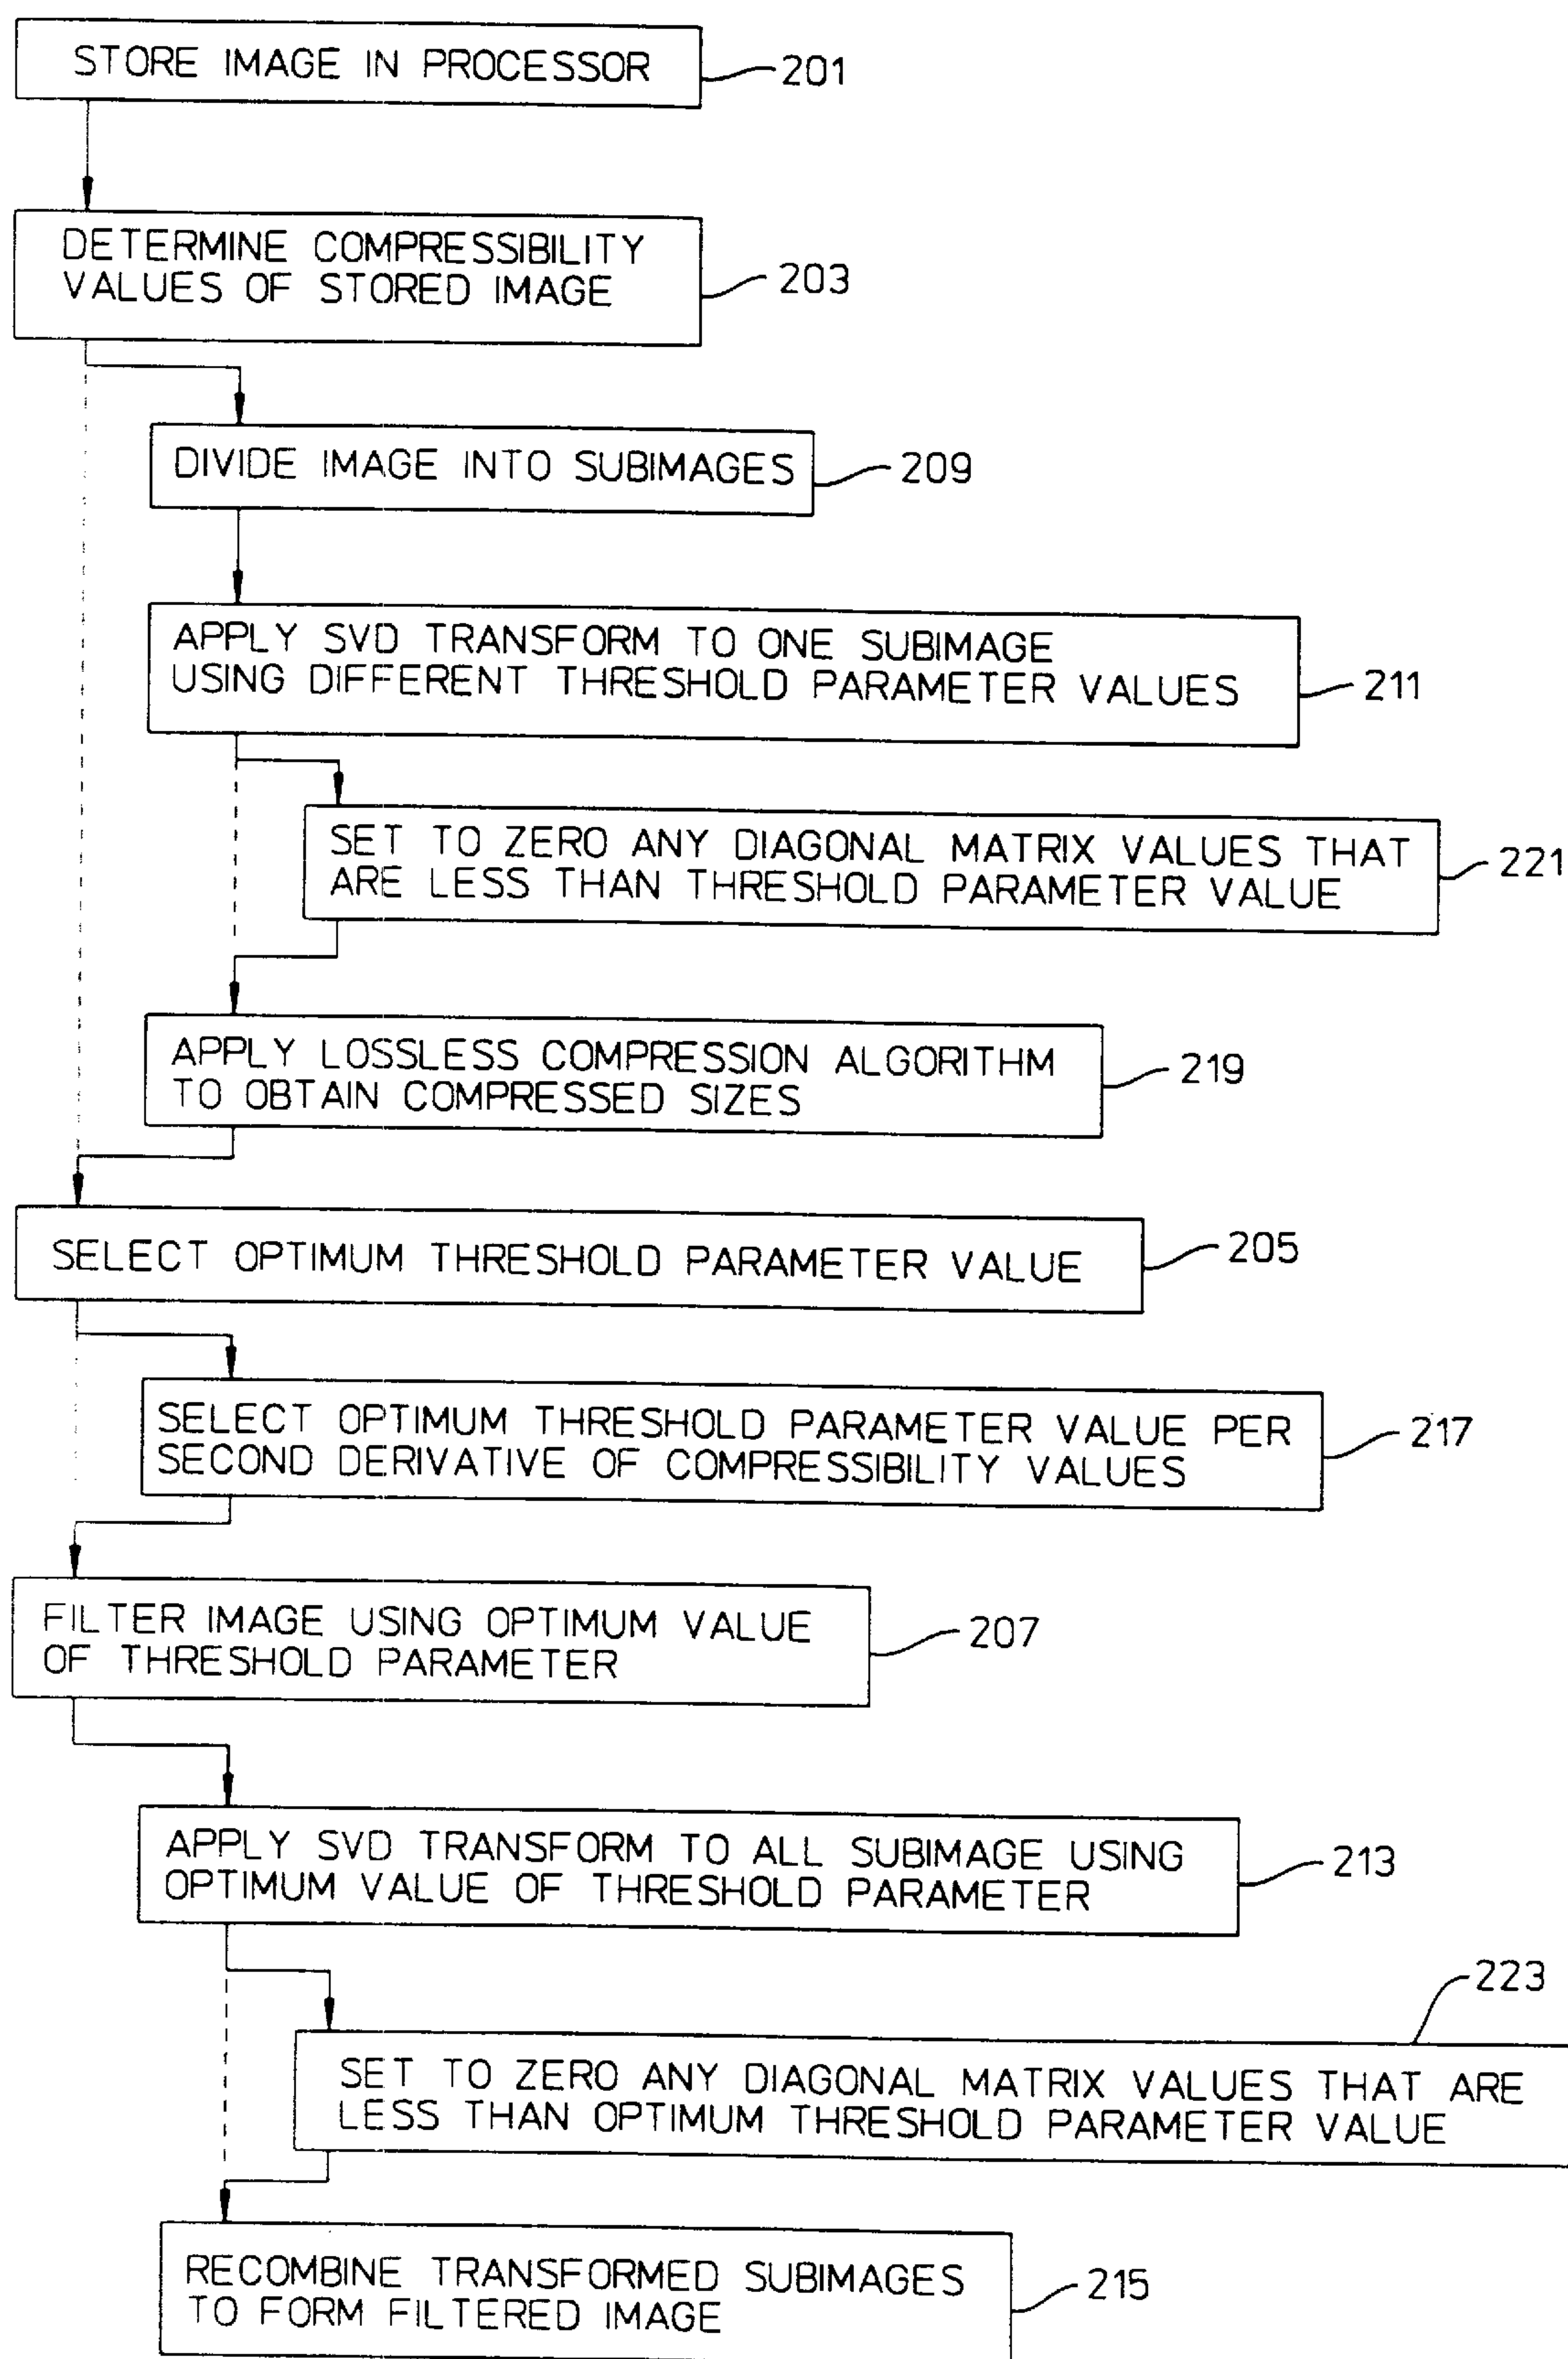 STORE IMAGE IN PROCESSOR
201
DETERMINE COMPRESSIBILITY
VALUES OF STORED IMAGE
203
DIVIDE IMAGE INTO SUBIMAGES
209
APPLY SVD TRANSFORM TO ONE SUBIMAGE
USING DIFFERENT THRESHOLD PARAMETER VALUES
211
SET TO ZERO ANY DIAGONAL MATRIX VALUES THAT
ARE LESS THAN THRESHOLD PARAMETER VALUE
221
APPLY LOSSLESS COMPRESSION ALGORITHM
TO OBTAIN COMPRESSED SIZES
219
SELECT OPTIMUM THRESHOLD PARAMETER VALUE
205
SELECT OPTIMUM THRESHOLD PARAMETER VALUE PER
SECOND DERIVATIVE OF COMPRESSIBILITY VALUES
217
FILTER IMAGE USING OPTIMUM VALUE
OF THRESHOLD PARAMETER
207
APPLY SVD TRANSFORM TO ALL SUBIMAGE USING
OPTIMUM VALUE OF THRESHOLD PARAMETER
213
223
SET TO ZERO ANY DIAGONAL MATRIX VALUES THAT ARE
LESS THAN OPTIMUM THRESHOLD PARAMETER VALUE
RECOMBINE TRANSFORMED SUBIMAGES
TO FORM FILTERED IMAGE
215